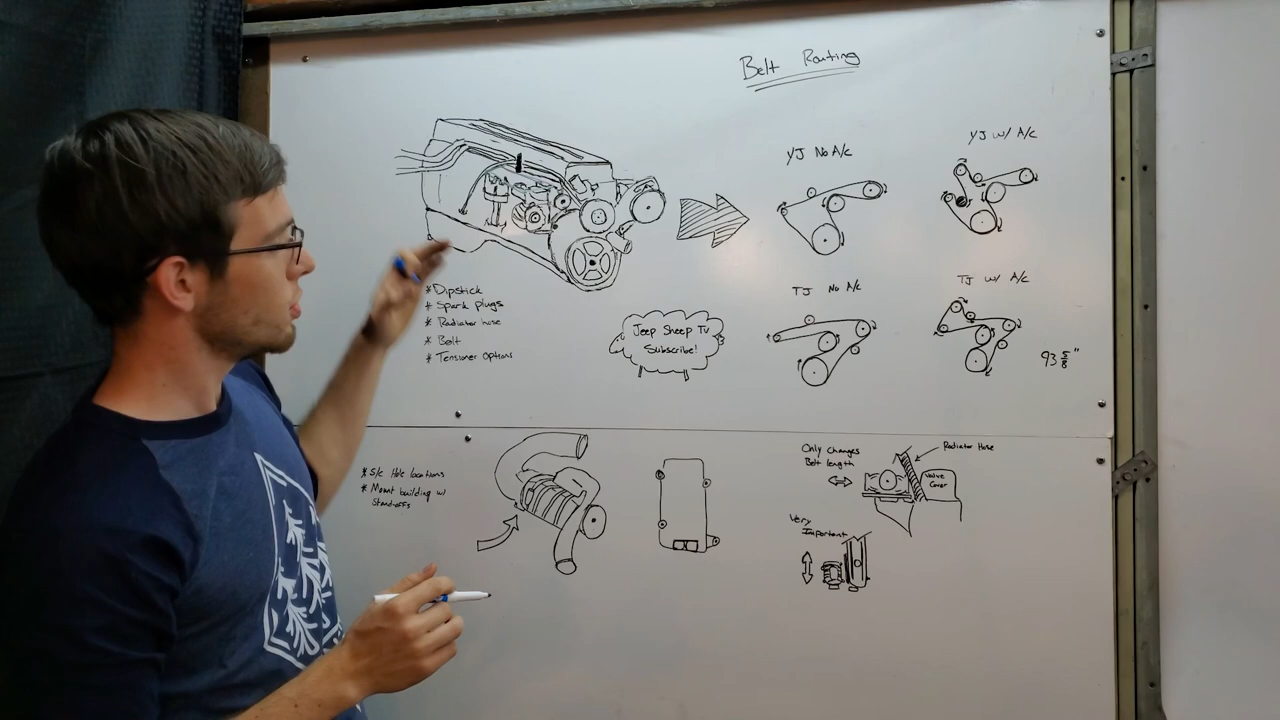 Belt Routing
YJ No A/c
YJ w/ A/c
TJ No A/c
TJ w/ A/c
93 5/8"
* Dipstick
* Spark plugs
* Radiator hose
* Belt
* Tensioner Options
Jeep Sheep Tv
Subscribe!
* S/c Hole locations
* Mount building w/
Standoffs
Only Changes
Belt length
Radiator Hose
Valve
Cover
Very
Important